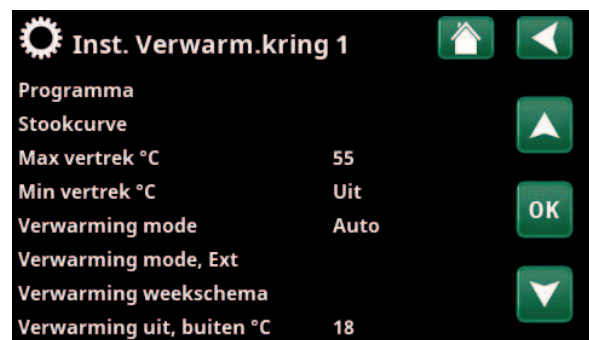 Inst. Verwarm.kring 1
Programma
Stookcurve
Max vertrek °C 55
Min vertrek °C Uit
Verwarming mode Auto
OK
Verwarming mode, Ext
Verwarming weekschema
Verwarming uit, buiten °C 18